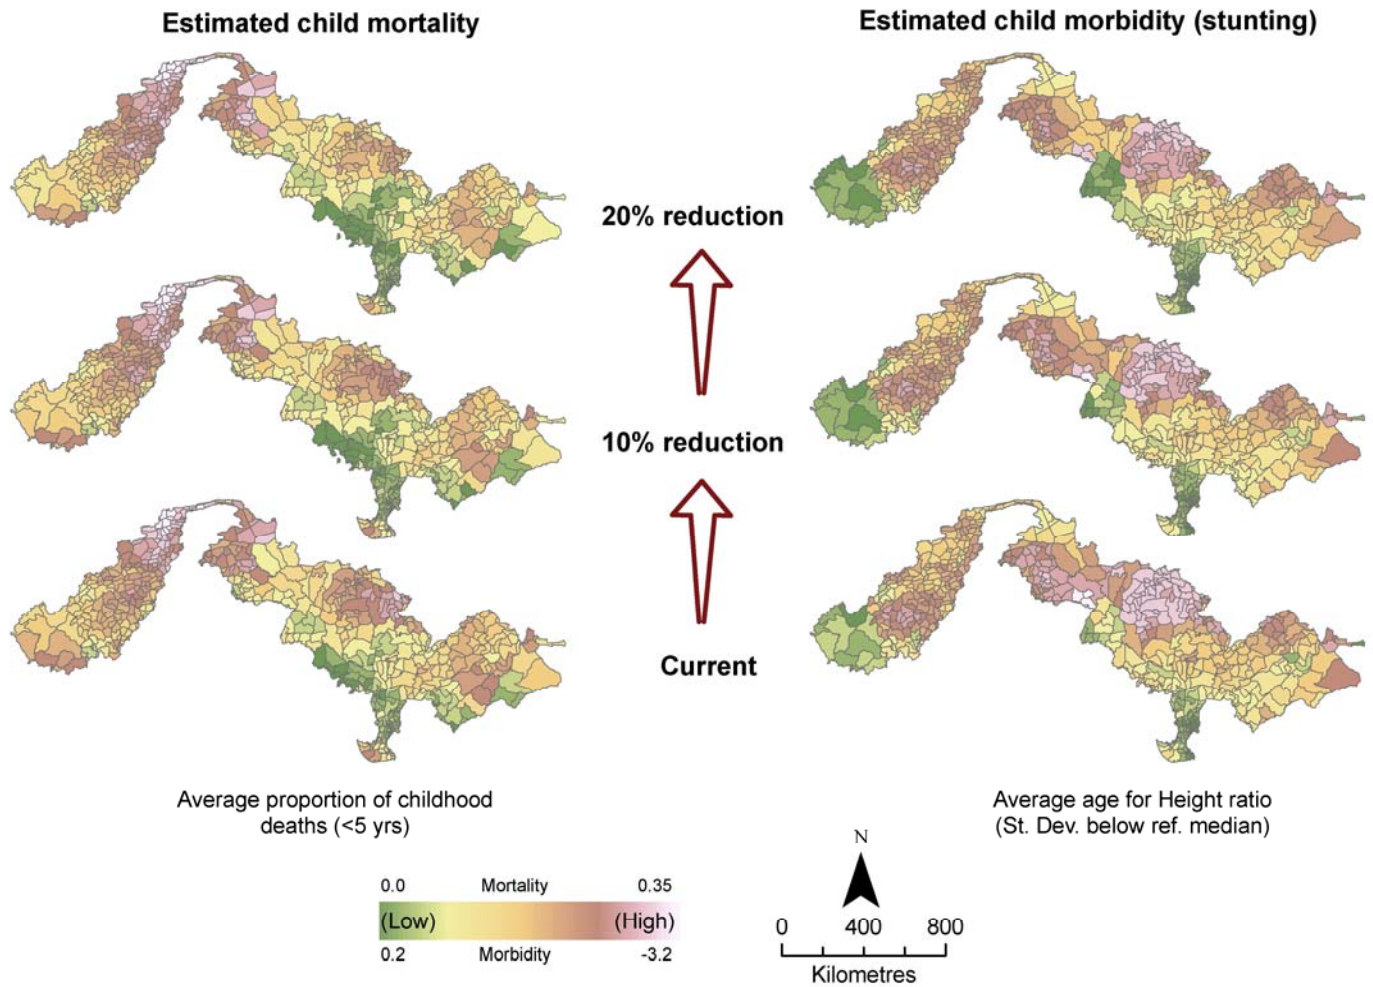 Estimated child mortality
Estimated child morbidity (stunting)
20% reduction
10% reduction
Current
Average proportion of childhood
deaths (<5 yrs)
Average age for Height ratio
(St. Dev. below ref. median)
0.0 Mortality 0.35
(Low) (High)
0.2 Morbidity -3.2
N
0 400 800
Kilometres